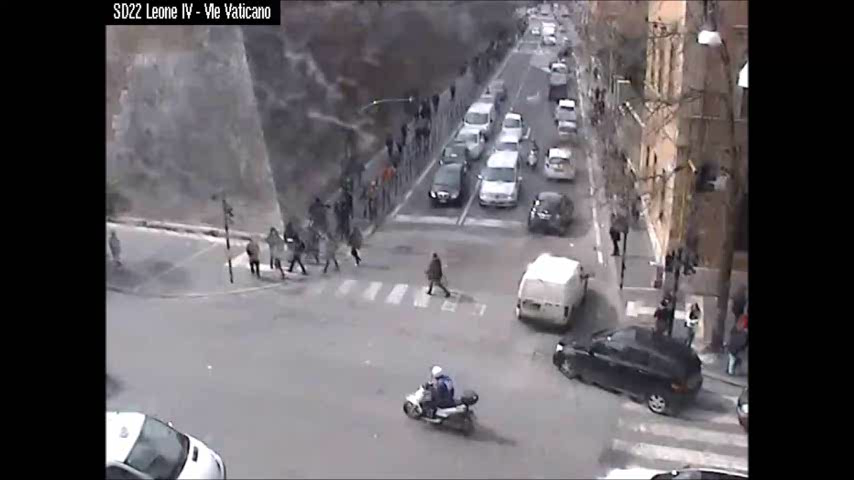 SD22 Leone IV - Vle Vaticano